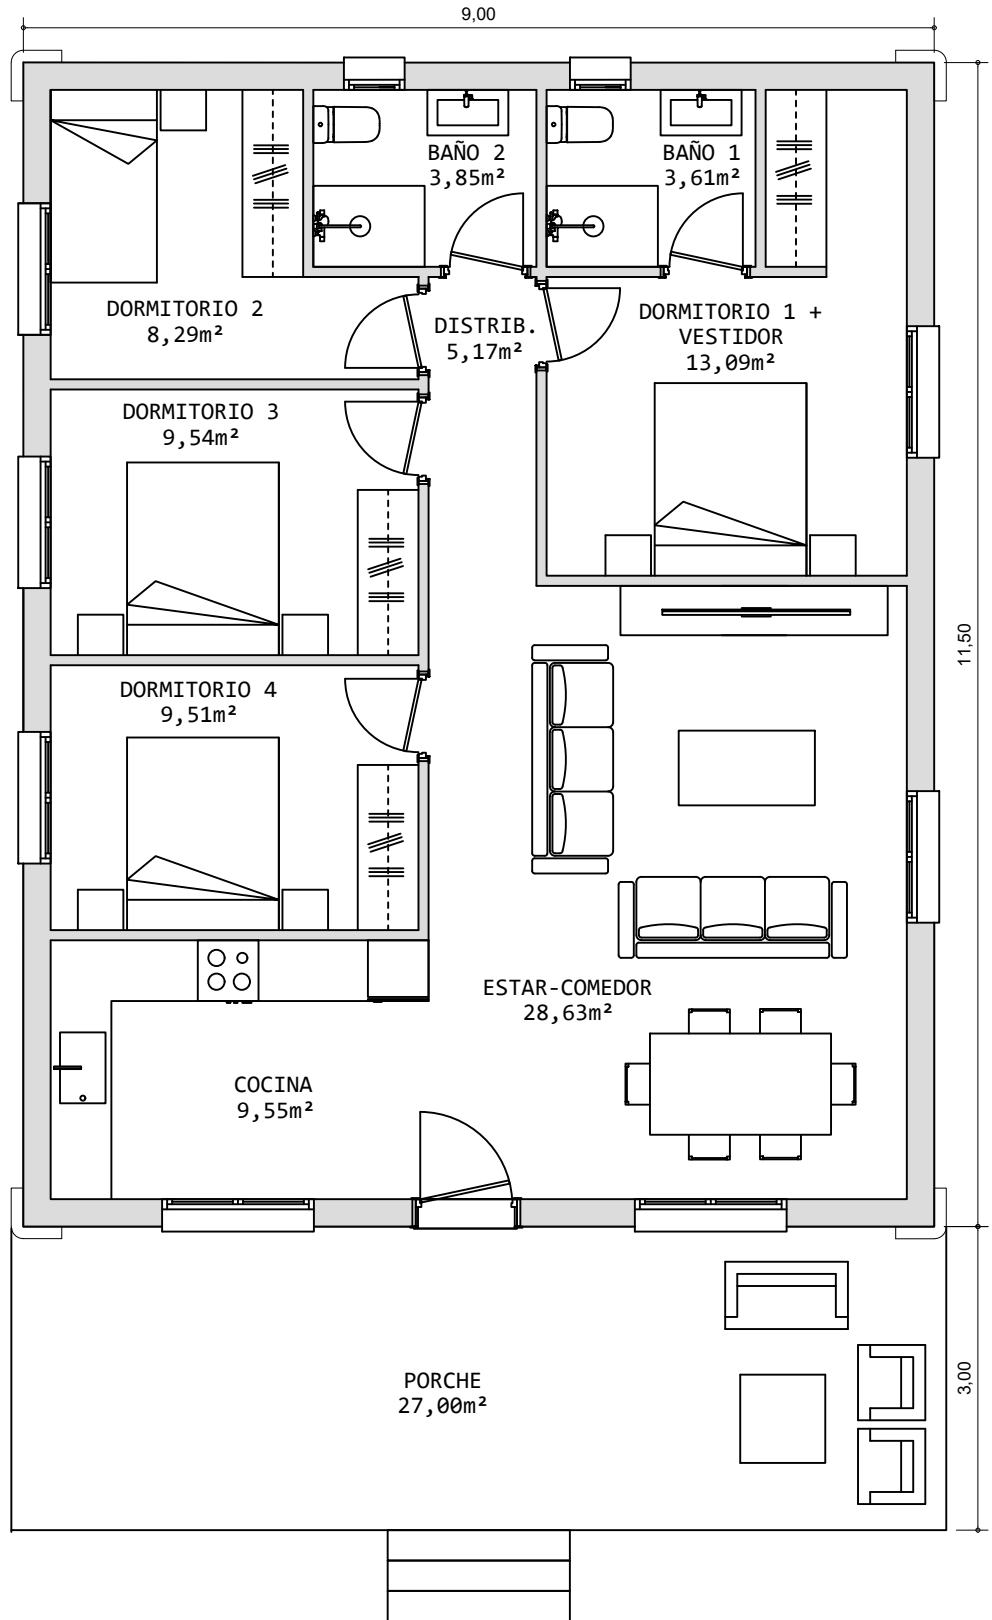 9,00
BAÑO 2
3,85m²
BAÑO 1
3,61m²
DORMITORIO 2
8,29m²
DISTRIB.
5,17m²
DORMITORIO 1 +
VESTIDOR
13,09m²
DORMITORIO 3
9,54m²
11,50
DORMITORIO 4
9,51m²
ESTAR-COMEDOR
28,63m²
COCINA
9,55m²
PORCHE
27,00m²
3,00